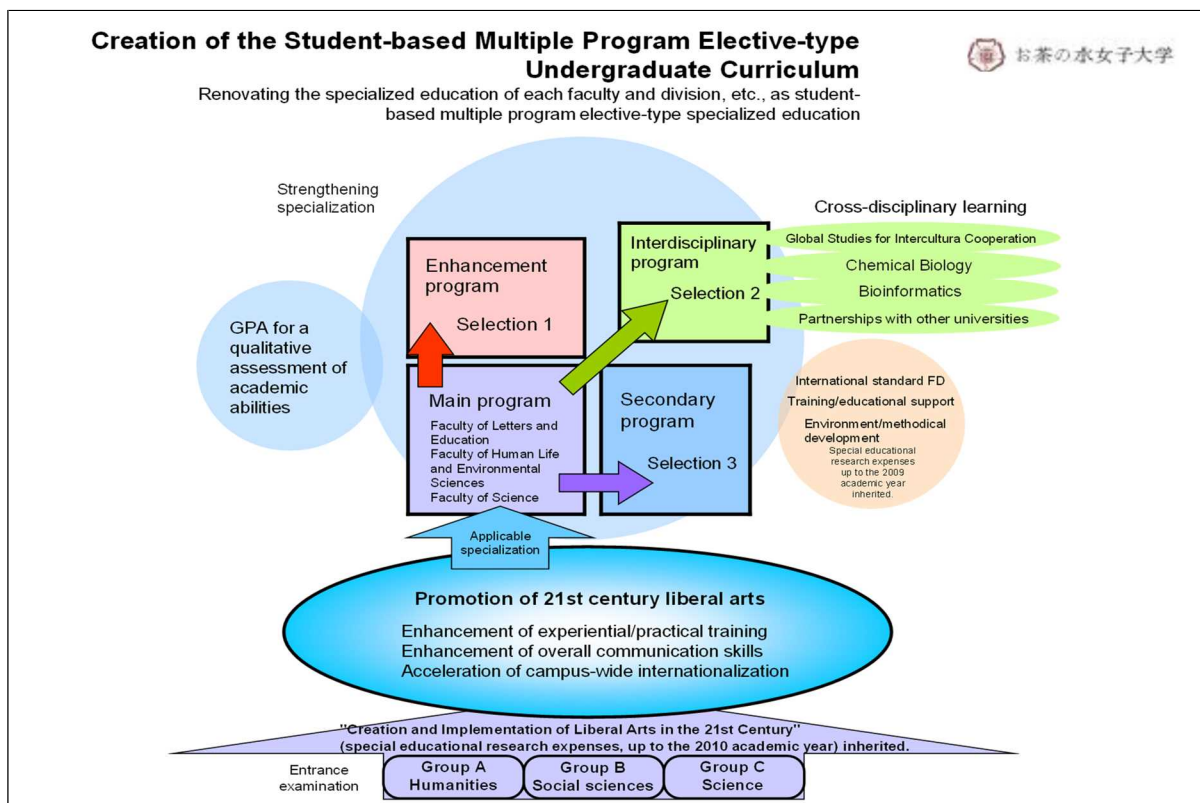 Creation of the Student-based Multiple Program Elective-type
Undergraduate Curriculum
お茶の水女子大学
Renovating the specialized education of each faculty and division, etc., as student-
based multiple program elective-type specialized education
Strengthening
specialization
Cross-disciplinary learning
Enhancement
program
Selection 1
Interdisciplinary
program
Selection 2
Global Studies for Intercultura Cooperation
Chemical Biology
Bioinformatics
Partnerships with other universities
GPA for a
qualitative
assessment of
academic
abilities
Main program
Faculty of Letters and
Education
Faculty of Human Life
and Environmental
Sciences
Faculty of Science
Secondary
program
Selection 3
International standard FD
Training/educational support
Environment/methodical
development
Special educational
research expenses
up to the 2009
academic year
inherited.
Applicable
specialization
Promotion of 21st century liberal arts
Enhancement of experiential/practical training
Enhancement of overall communication skills
Acceleration of campus-wide internationalization
"Creation and Implementation of Liberal Arts in the 21st Century"
(special educational research expenses, up to the 2010 academic year) inherited.
Entrance
examination
Group A
Humanities
Group B
Social sciences
Group C
Science